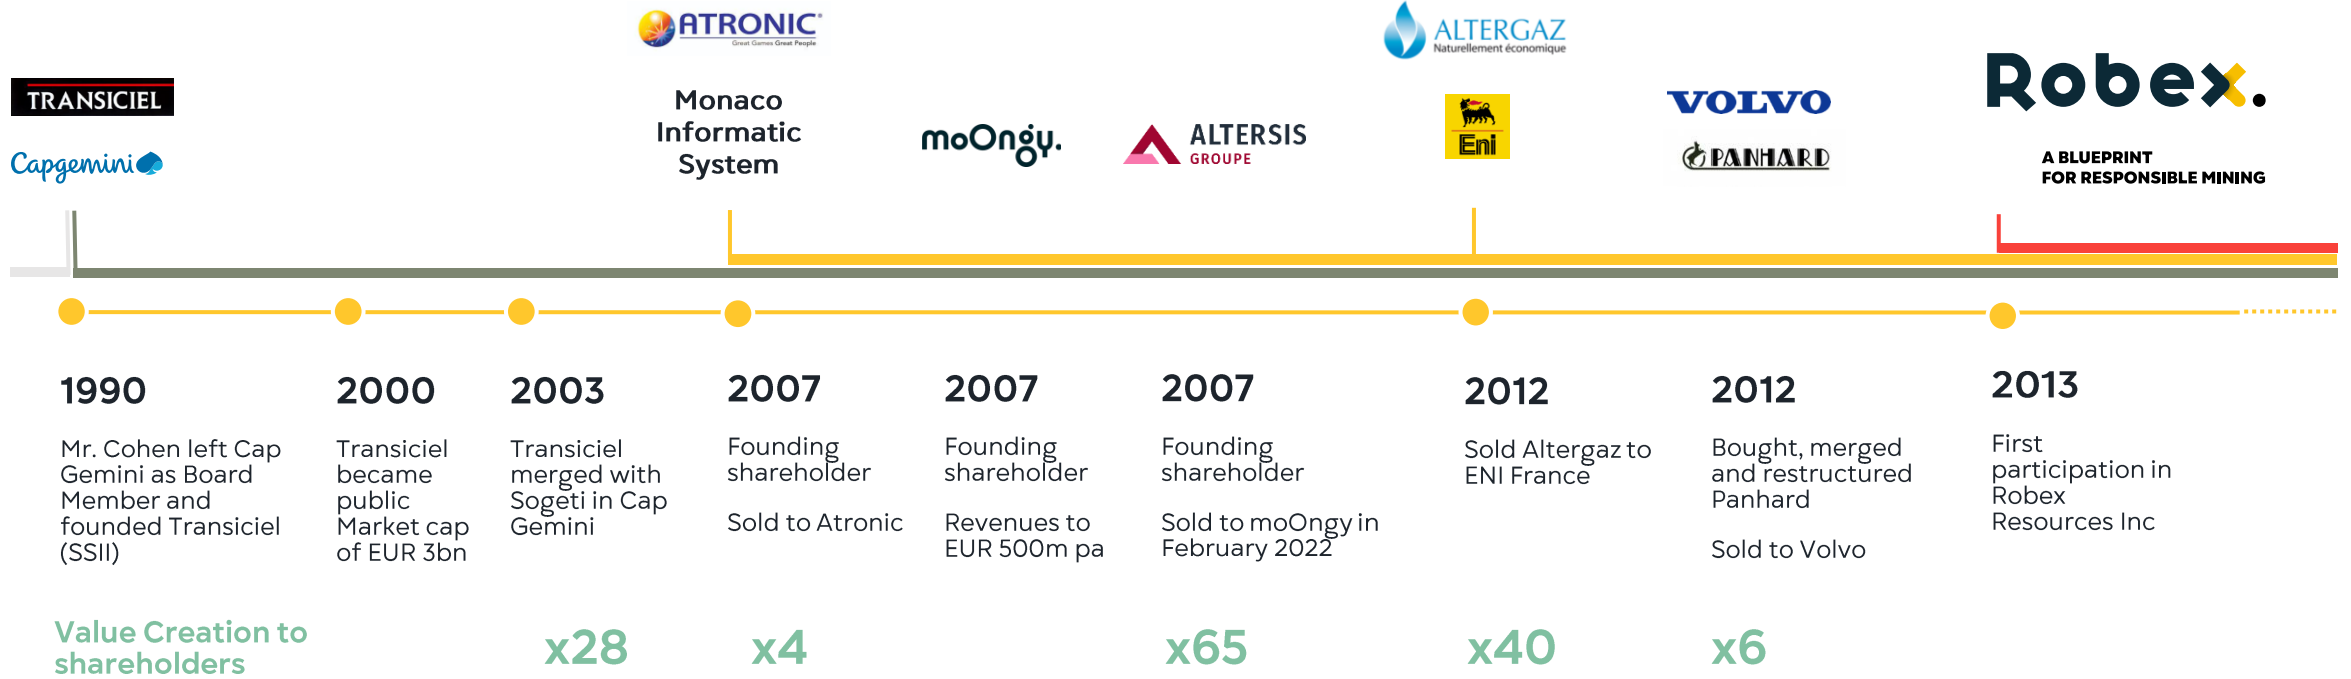 ATRONIC®
Great Games Great People
ALTERGAZ
Naturellement économique
TRANSICIEL
Capgemini
Monaco
Informatic
System
moOngy.
ALTERSIS
GROUPE
Eni
VOLVO
PANHARD
Robex.
A BLUEPRINT
FOR RESPONSIBLE MINING
1990
Mr. Cohen left Cap
Gemini as Board
Member and
founded Transiciel
(SSII)
2000
Transiciel
became
public
Market cap
of EUR 3bn
2003
Transiciel
merged with
Sogeti in Cap
Gemini
2007
Founding
shareholder
Sold to Atronic
2007
Founding
shareholder
Revenues to
EUR 500m pa
2007
Founding
shareholder
Sold to moOngy in
February 2022
2012
Sold Altergaz to
ENI France
2012
Bought, merged
and restructured
Panhard
Sold to Volvo
2013
First
participation in
Robex
Resources Inc
Value Creation to
shareholders
x28
x4
x65
x40
x6